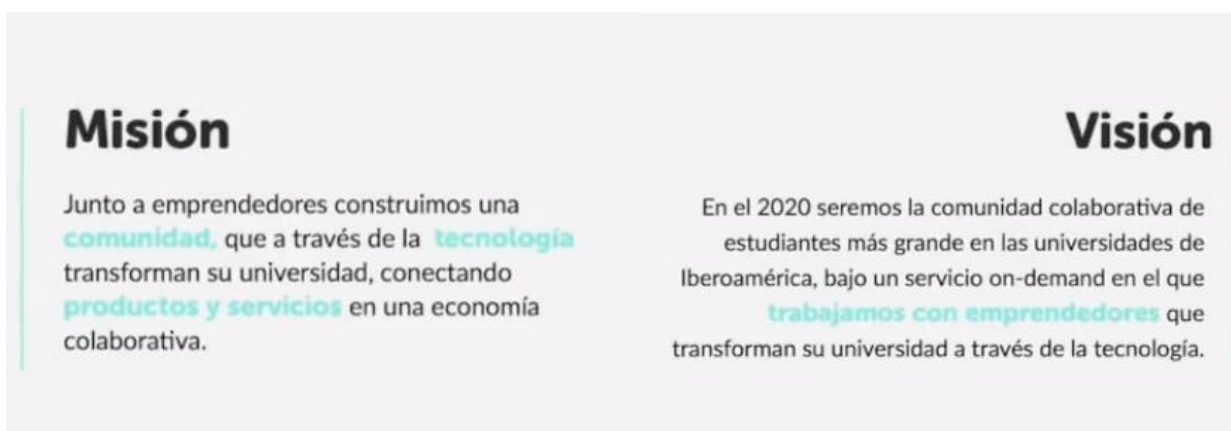 Misión
Junto a emprendedores construimos una
comunidad, que a través de la tecnología
transforman su universidad, conectando
productos y servicios en una economía
colaborativa.
Visión
En el 2020 seremos la comunidad colaborativa de
estudiantes más grande en las universidades de
Iberoamérica, bajo un servicio on-demand en el que
trabajamos con emprendedores que
transforman su universidad a través de la tecnología.